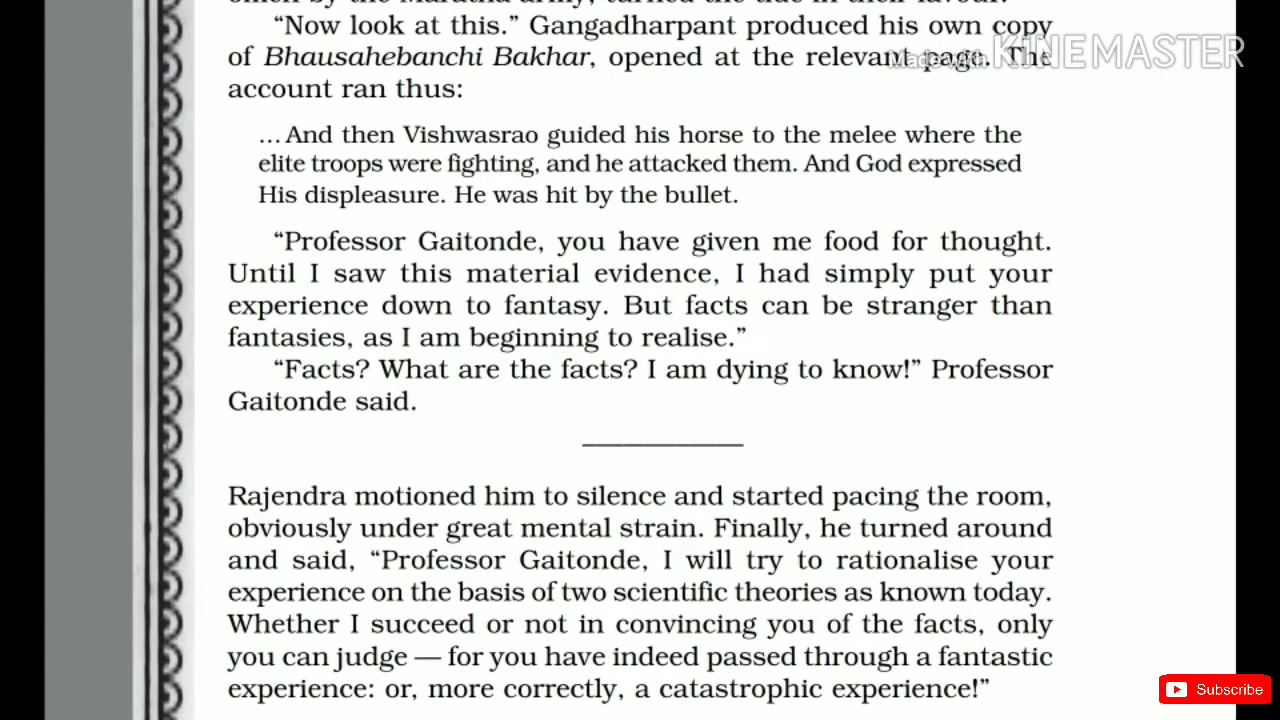 "Now look at this." Gangadharpant produced his own copy
of Bhausahebanchi Bakhar, opened at the relevant page. The
account ran thus:
...And then Vishwasrao guided his horse to the melee where the
elite troops were fighting, and he attacked them. And God expressed
His displeasure. He was hit by the bullet.
"Professor Gaitonde, you have given me food for thought.
Until I saw this material evidence, I had simply put your
experience down to fantasy. But facts can be stranger than
fantasies, as I am beginning to realise."
"Facts? What are the facts? I am dying to know!" Professor
Gaitonde said.
Rajendra motioned him to silence and started pacing the room,
obviously under great mental strain. Finally, he turned around
and said, "Professor Gaitonde, I will try to rationalise your
experience on the basis of two scientific theories as known today.
Whether I succeed or not in convincing you of the facts, only
you can judge — for you have indeed passed through a fantastic
experience: or, more correctly, a catastrophic experience!"
Made with KINEMASTER
Subscribe